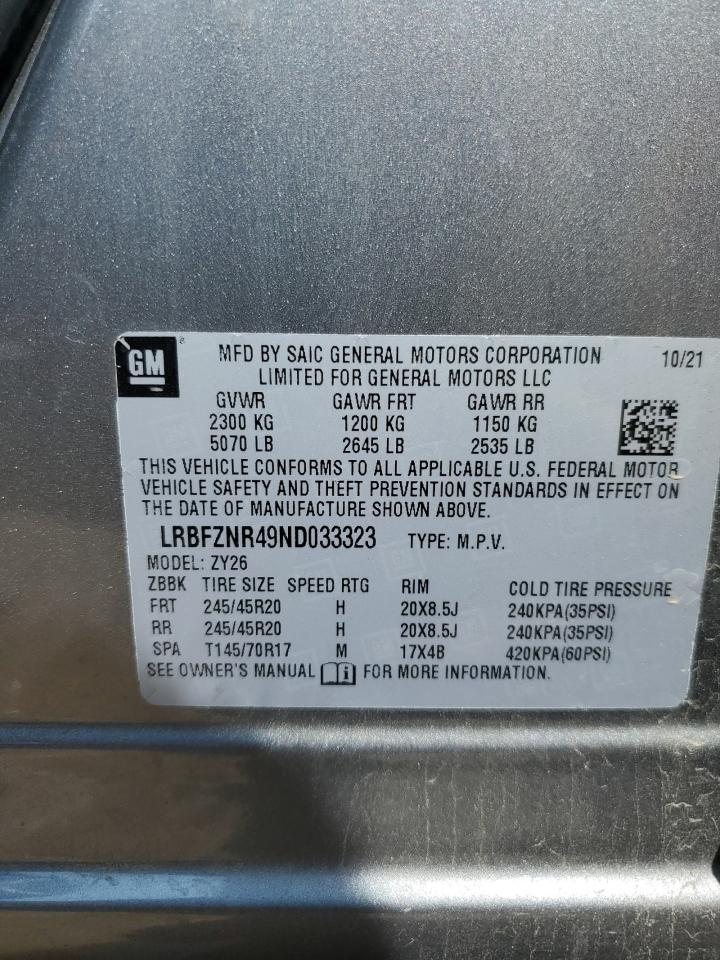 GM
MFD BY SAIC GENERAL MOTORS CORPORATION 10/21
LIMITED FOR GENERAL MOTORS LLC
GVWR GAWR FRT GAWR RR
2300 KG 1200 KG 1150 KG
5070 LB 2645 LB 2535 LB
THIS VEHICLE CONFORMS TO ALL APPLICABLE U.S. FEDERAL MOTOR
VEHICLE SAFETY AND THEFT PREVENTION STANDARDS IN EFFECT ON
THE DATE OF MANUFACTURE SHOWN ABOVE.
LRBFZNR49ND033323 TYPE: M.P.V.
MODEL: ZY26
ZBBK TIRE SIZE SPEED RTG RIM COLD TIRE PRESSURE
FRT 245/45R20 H 20X8.5J 240KPA(35PSI)
RR 245/45R20 H 20X8.5J 240KPA(35PSI)
SPA T145/70R17 M 17X4B 420KPA(60PSI)
SEE OWNER'S MANUAL i FOR MORE INFORMATION.